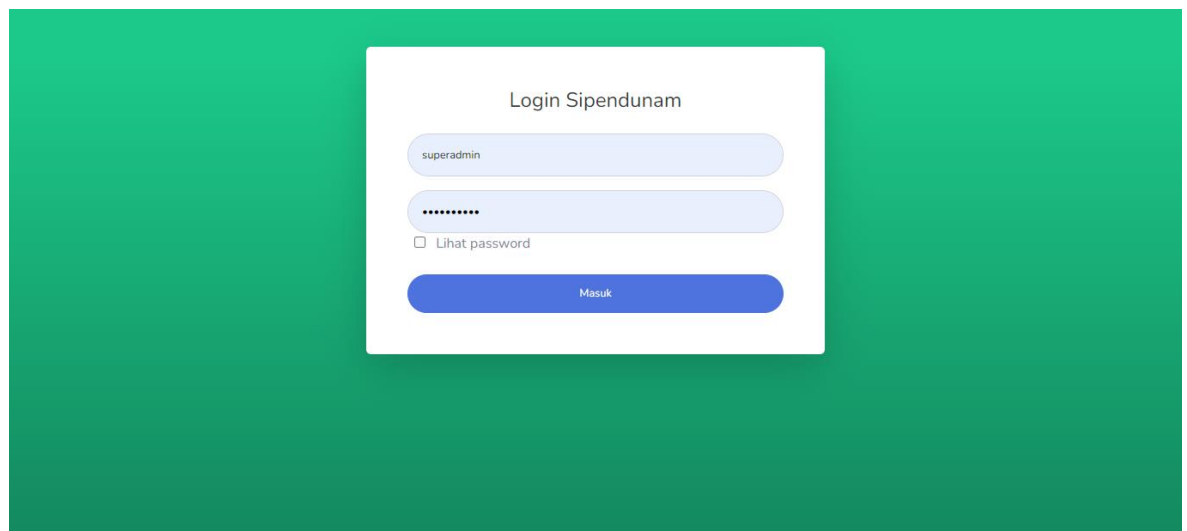 Login Sipendunam
superadmin
••••••••••
Lihat password
Masuk